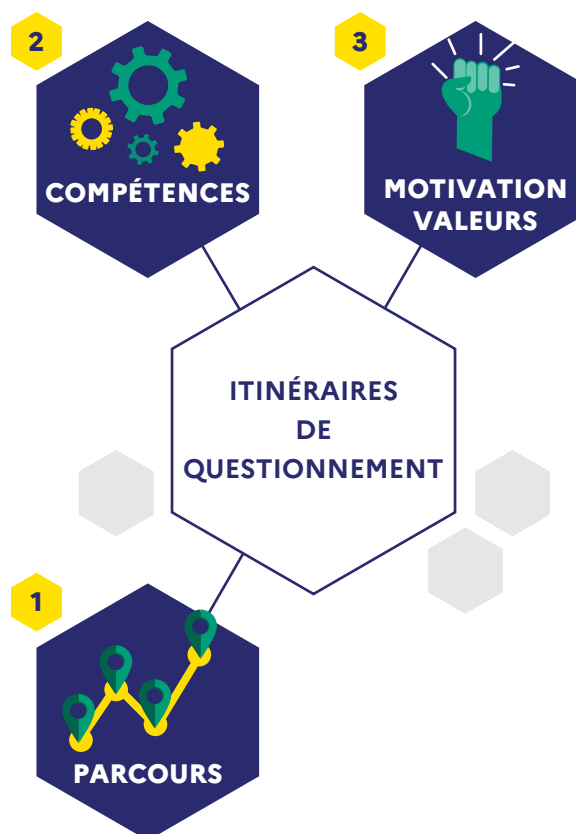 2
COMPÉTENCES
3
MOTIVATION
VALEURS
ITINÉRAIRES
DE
QUESTIONNEMENT
1
PARCOURS